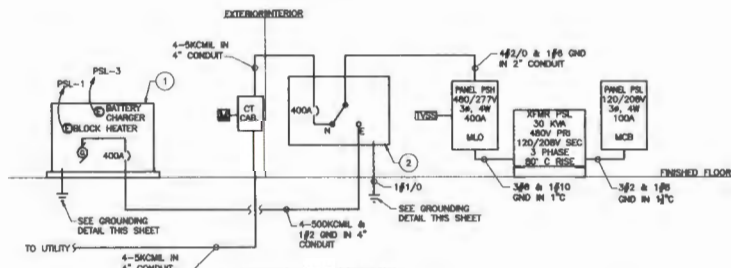 EXTERIOR INTERIOR
4-5KCMIL IN
4" CONDUIT
4#2/0 & 1#6 GND
IN 2" CONDUIT
PSL-3
PSL-1
1
BATTERY
CHARGER
BLOCK HEATER
G
400A
M
CT
CAB.
400A
N
E
2
TVSS
PANEL PSH
480/277V
3ø, 4W
400A
MLO
XFMR PSL
30 KVA
480V PRI
120/208V SEC
3 PHASE
80° C RISE
PANEL PSL
120/208V
3ø, 4W
100A
MCB
FINISHED FLOOR
SEE GROUNDING
DETAIL THIS SHEET
1#1/0
SEE GROUNDING
DETAIL THIS SHEET
3#8 & 1#10
GND IN 1"C
3#2 & 1#8
GND IN
4-500KCMIL &
1#2 GND IN 4"
CONDUIT
TO UTILITY
4-5KCMIL IN
4" CONDUIT